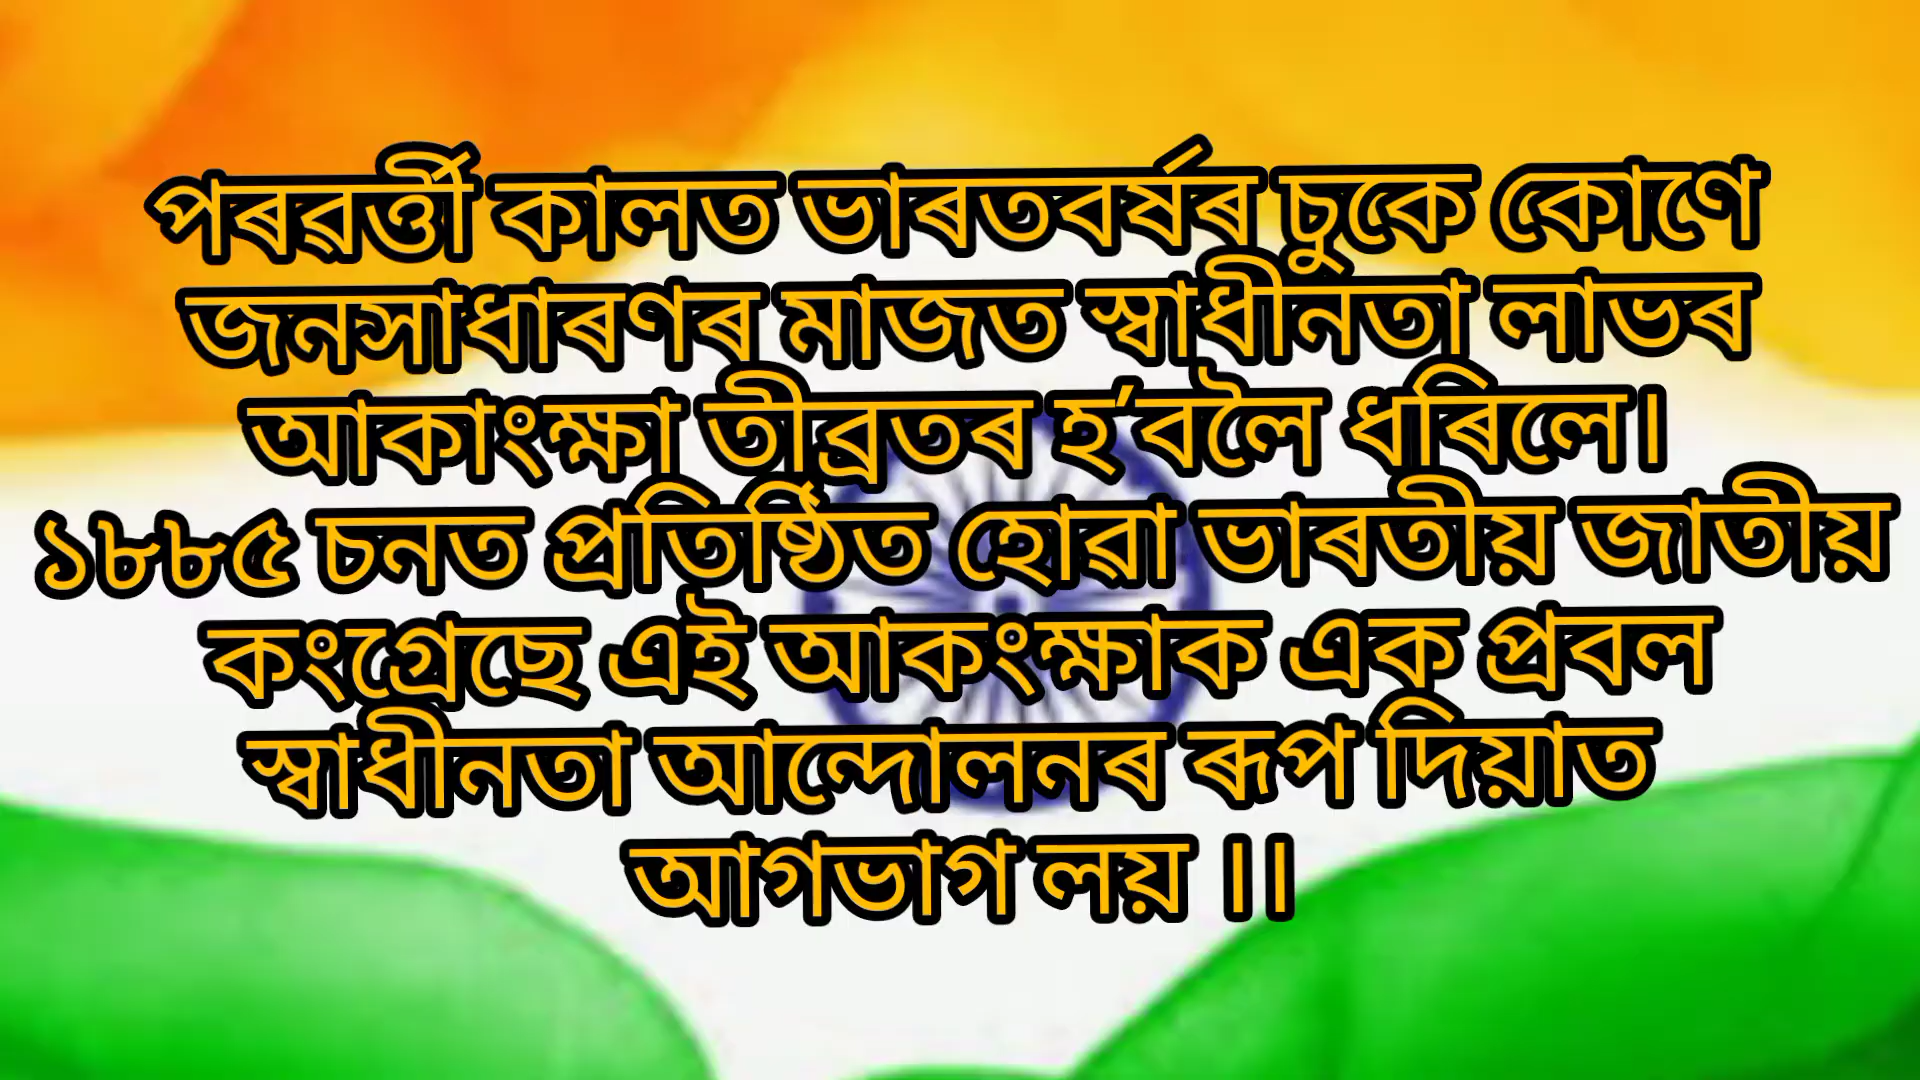 পৰৱৰ্ত্তী কালত ভাৰতবৰ্ষৰ চুকে কোণে
জনসাধাৰণৰ মাজত স্বাধীনতা লাভৰ
আকাংক্ষা তীব্ৰতৰ হ’বলৈ ধৰিলে।
১৮৮৫ চনত প্ৰতিষ্ঠিত হোৱা ভাৰতীয় জাতীয়
কংগ্ৰেছে এই আকংক্ষাক এক প্ৰবল
স্বাধীনতা আন্দোলনৰ ৰূপ দিয়াত
আগভাগ লয় ।।